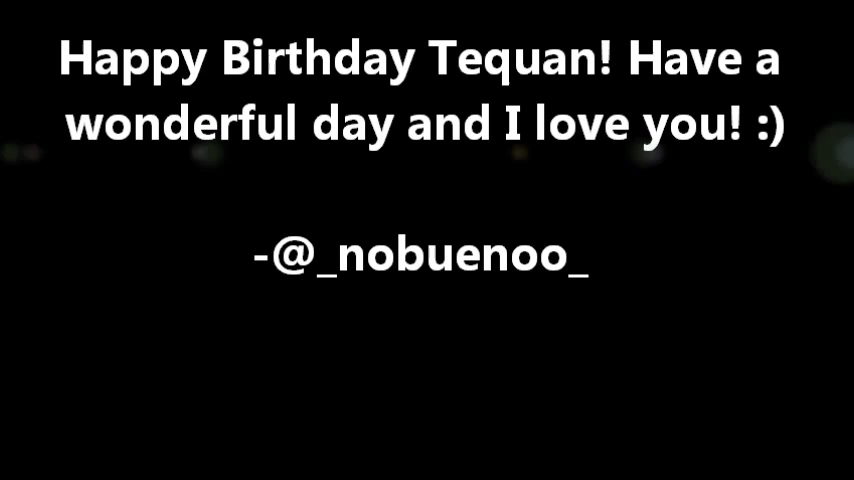 Happy Birthday Tequan! Have a
wonderful day and I love you! :)
-@_nobuenoo_